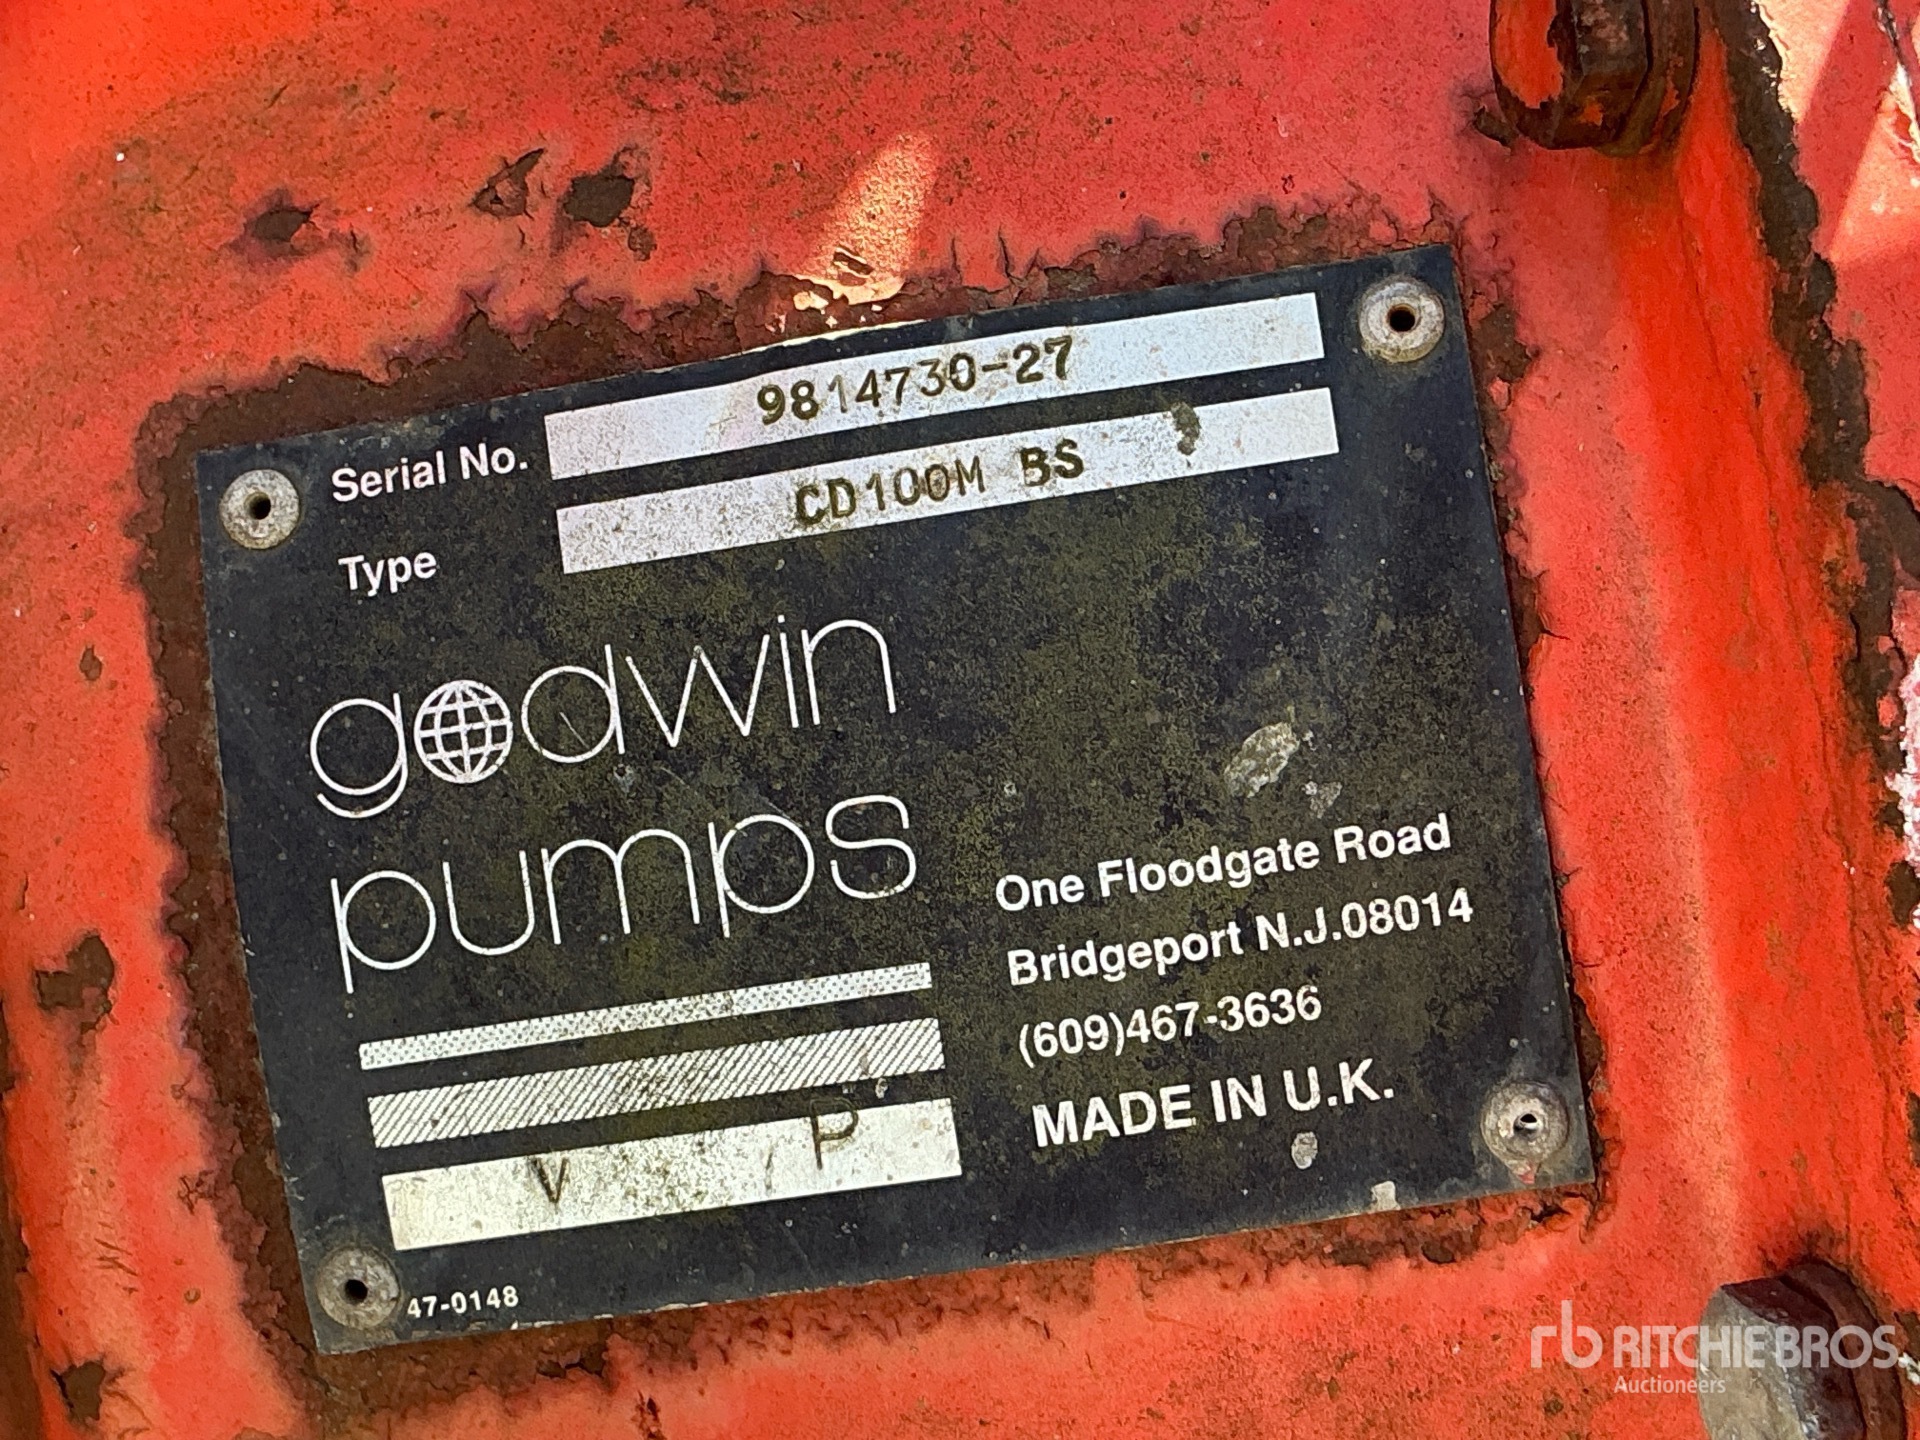 Serial No. 9814730-27
Type CD100M BS
godwin
pumps
One Floodgate Road
Bridgeport N.J.08014
(609)467-3636
MADE IN U.K.
V P
47-0148
rb RITCHIE BROS.
Auctioneers